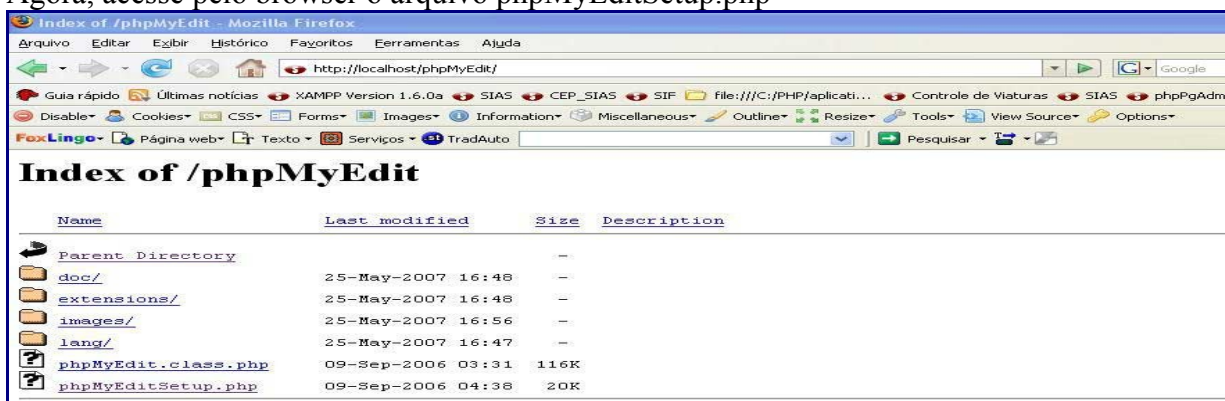 Agora, acesse pelo browser o arquivo phpMyEditSetup.php
Index of /phpMyEdit - Mozilla Firefox
Arquivo Editar Exibir Histórico Favoritos Ferramentas Ajuda
http://localhost/phpMyEdit/ G Google
Guia rápido Últimas notícias XAMPP Version 1.6.0a SIAS CEP_SIAS SIF file:///C:/PHP/aplicati... Controle de Viaturas SIAS phpPgAdm
Disable Cookies CSS Forms Images Information Miscellaneous Outline Resize Tools View Source Options
FoxLingo Página web Texto Serviços TradAuto Pesquisar
Index of /phpMyEdit
Name Last modified Size Description
Parent Directory -
doc/ 25-May-2007 16:48 -
extensions/ 25-May-2007 16:48 -
images/ 25-May-2007 16:56 -
lang/ 25-May-2007 16:47 -
phpMyEdit.class.php 09-Sep-2006 03:31 116K
phpMyEditSetup.php 09-Sep-2006 04:38 20K